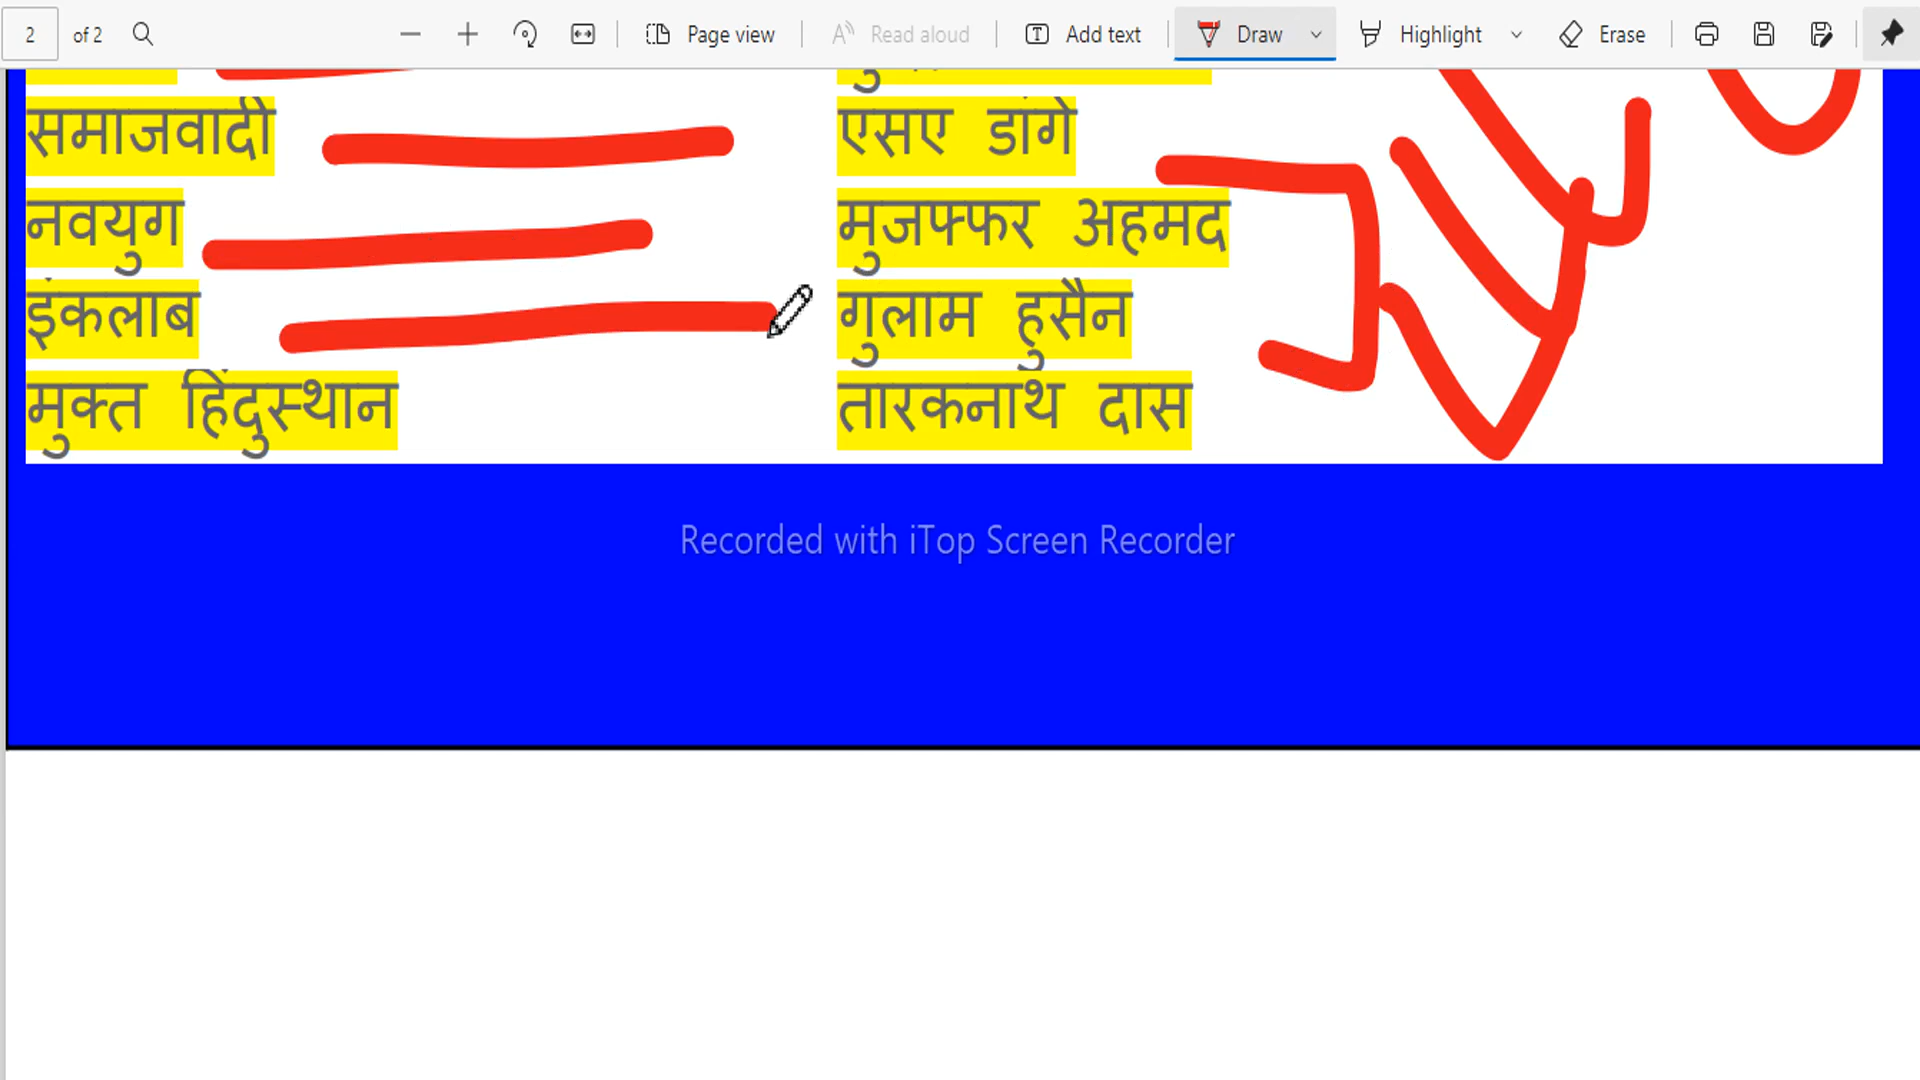 2 of 2 Page view Read aloud Add text Draw Highlight Erase
समाजवादी एसए डांगे
नवयुग मुजफ्फर अहमद
इंकलाब गुलाम हुसैन
मुक्त हिंदुस्थान तारकनाथ दास
Recorded with iTop Screen Recorder